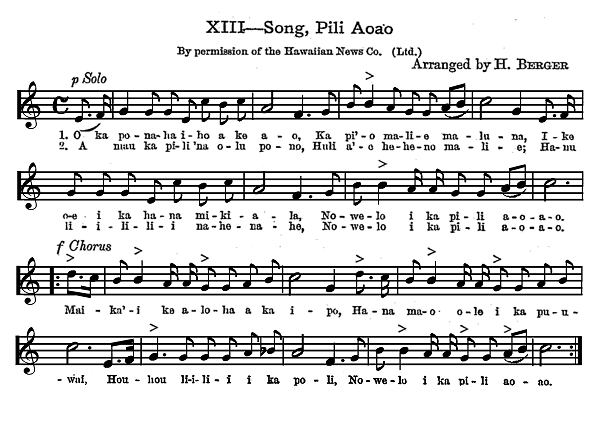 XIII—Song, Pili Aoao
By permission of the Hawaiian News Co. (Ltd.)
Arranged by H. BERGER
p Solo
1. O ka po-na-ha-i-ho a ke a-o, Ka pi'-o ma-li-e ma-lu-na, I-ke
2. A mau ka pi-li'na o-lu po-no, Huli a'-o he-he-no ma-li-e; Ha-nu
o-e i ka ha-na mi-ki-a-la, No-we-lo i ka pi-li a-o-a-o.
li-i-li-i-i na-he-na-he, No-we-lo i ka pi-li a-o-a-o.
f Chorus
Mai-ka'-i ke a-lo-ha a ka i-po, Ha-na ma-o o-le i ka pu-u-
wai, Hou-hou li-i-li-i i ka po-li, No-we-lo i ka pi-li ao-ao.